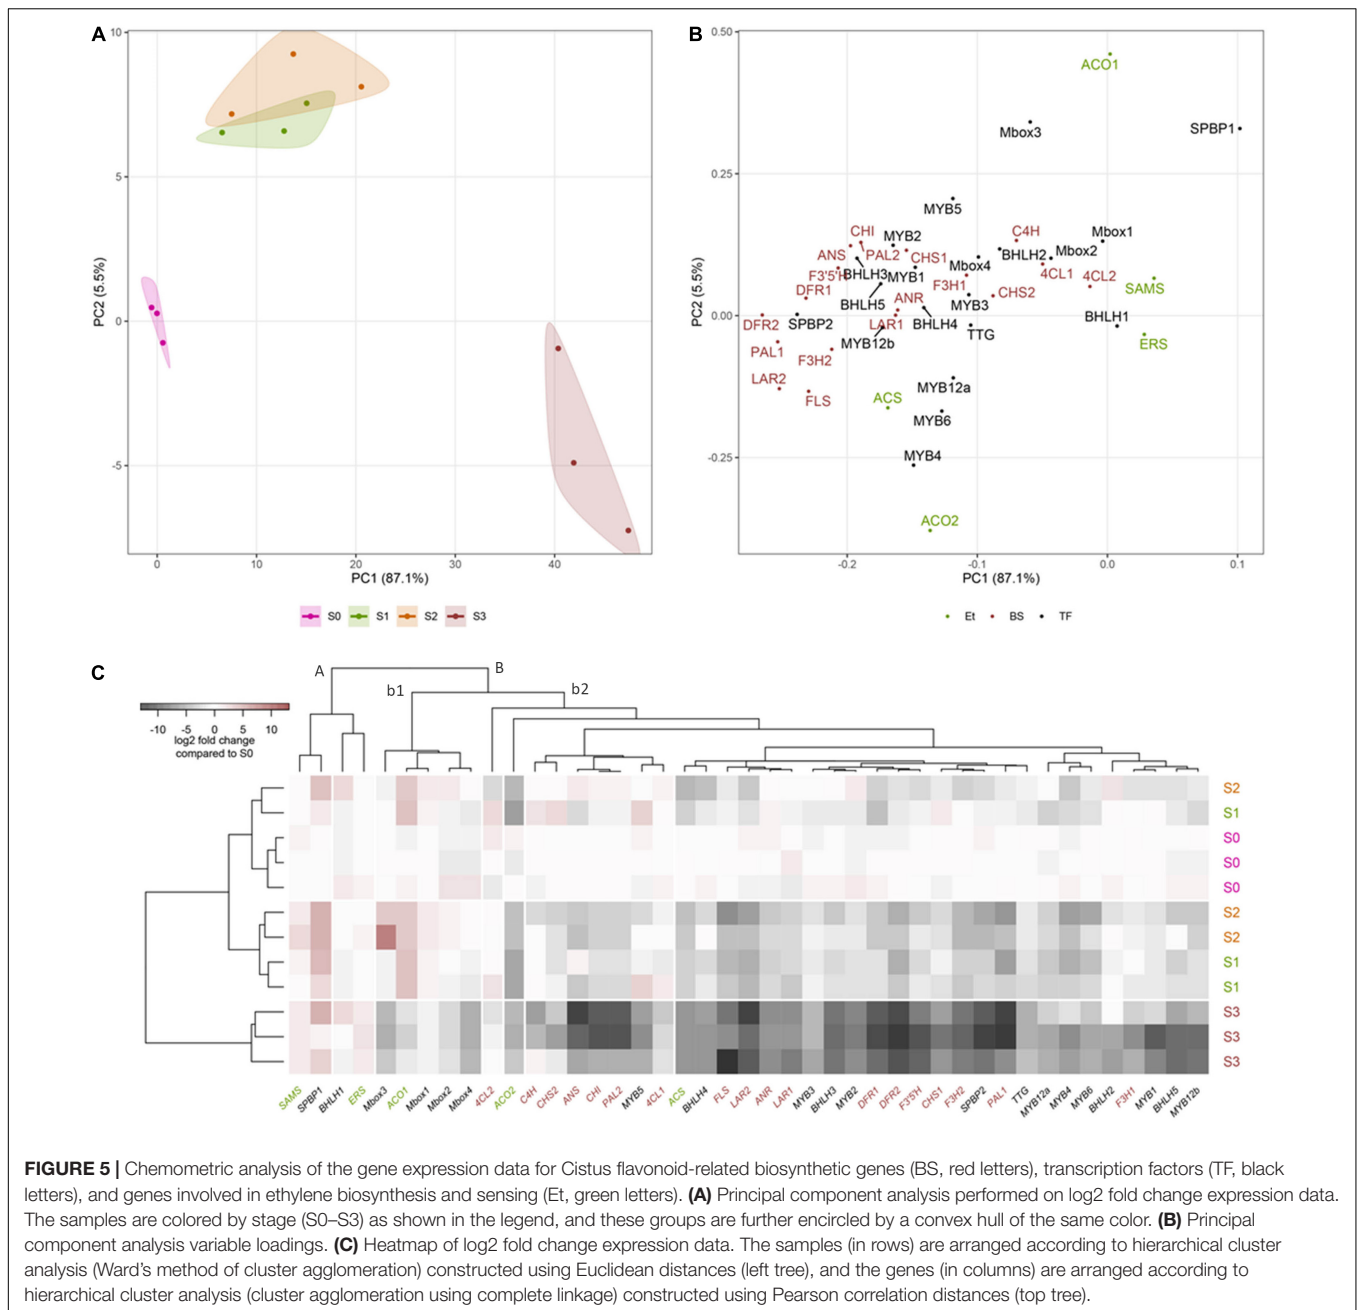 A
10
5
0
-5
PC2 (5.5%)
0
10
20
30
40
PC1 (87.1%)
S0
S1
S2
S3
B
0.50
0.25
0.00
-0.25
PC2 (5.5%)
ACO1
Mbox3
SPBP1
MYB5
CHI
MYB2
C4H
Mbox1
ANS
PAL2
CHS1
BHLH2
Mbox2
F3'5'H
BHLH3
MYB1
Mbox4
4CL1
4CL2
SAMS
DFR1
BHLH5
ANR
F3H1
CHS2
MYB3
DFR2
SPBP2
LAR1
BHLH4
TTG
BHLH1
MYB12b
ERS
PAL1
F3H2
LAR2
FLS
ACS
MYB12a
MYB6
MYB4
ACO2
-0.2
-0.1
0.0
0.1
PC1 (87.1%)
Et
BS
TF
C
A
B
b1
b2
-10
-5
0
5
10
log2 fold change
compared to S0
S2
S1
S0
S0
S0
S2
S2
S1
S1
S3
S3
S3
SAMS
SPBP1
BHLH1
ERS
Mbox3
ACO1
Mbox1
Mbox2
Mbox4
4CL2
ACO2
C4H
CHS2
ANS
CHI
PAL2
MYB5
4CL1
ACS
BHLH4
FLS
LAR2
ANR
LAR1
MYB3
BHLH3
MYB2
DFR1
DFR2
F3'5'H
CHS1
F3H2
SPBP2
PAL1
TTG
MYB12a
MYB4
MYB6
BHLH2
F3H1
MYB1
BHLH5
MYB12b
FIGURE 5 | Chemometric analysis of the gene expression data for Cistus flavonoid-related biosynthetic genes (BS, red letters), transcription factors (TF, black
letters), and genes involved in ethylene biosynthesis and sensing (Et, green letters). (A) Principal component analysis performed on log2 fold change expression data.
The samples are colored by stage (S0–S3) as shown in the legend, and these groups are further encircled by a convex hull of the same color. (B) Principal
component analysis variable loadings. (C) Heatmap of log2 fold change expression data. The samples (in rows) are arranged according to hierarchical cluster
analysis (Ward's method of cluster agglomeration) constructed using Euclidean distances (left tree), and the genes (in columns) are arranged according to
hierarchical cluster analysis (cluster agglomeration using complete linkage) constructed using Pearson correlation distances (top tree).